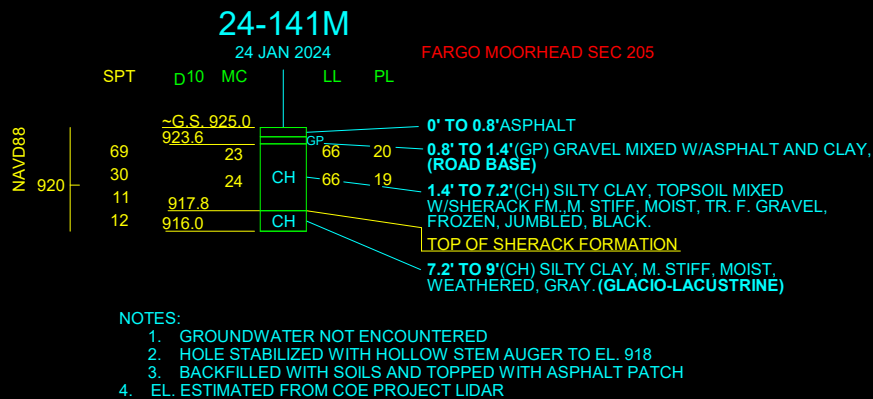 24-141M
24 JAN 2024
FARGO MOORHEAD SEC 205
SPT D10 MC LL PL
NAVD88
920
~G.S. 925.0
923.6
917.8
916.0
69
30
11
12
23
24
GP
CH
CH
66 20
66 19
0' TO 0.8' ASPHALT
0.8' TO 1.4' (GP) GRAVEL MIXED W/ASPHALT AND CLAY,
(ROAD BASE)
1.4' TO 7.2' (CH) SILTY CLAY, TOPSOIL MIXED
W/SHERACK FM., M. STIFF, MOIST, TR. F. GRAVEL,
FROZEN, JUMBLED, BLACK.
TOP OF SHERACK FORMATION
7.2' TO 9' (CH) SILTY CLAY, M. STIFF, MOIST,
WEATHERED, GRAY. (GLACIO-LACUSTRINE)
NOTES:
1. GROUNDWATER NOT ENCOUNTERED
2. HOLE STABILIZED WITH HOLLOW STEM AUGER TO EL. 918
3. BACKFILLED WITH SOILS AND TOPPED WITH ASPHALT PATCH
4. EL. ESTIMATED FROM COE PROJECT LIDAR